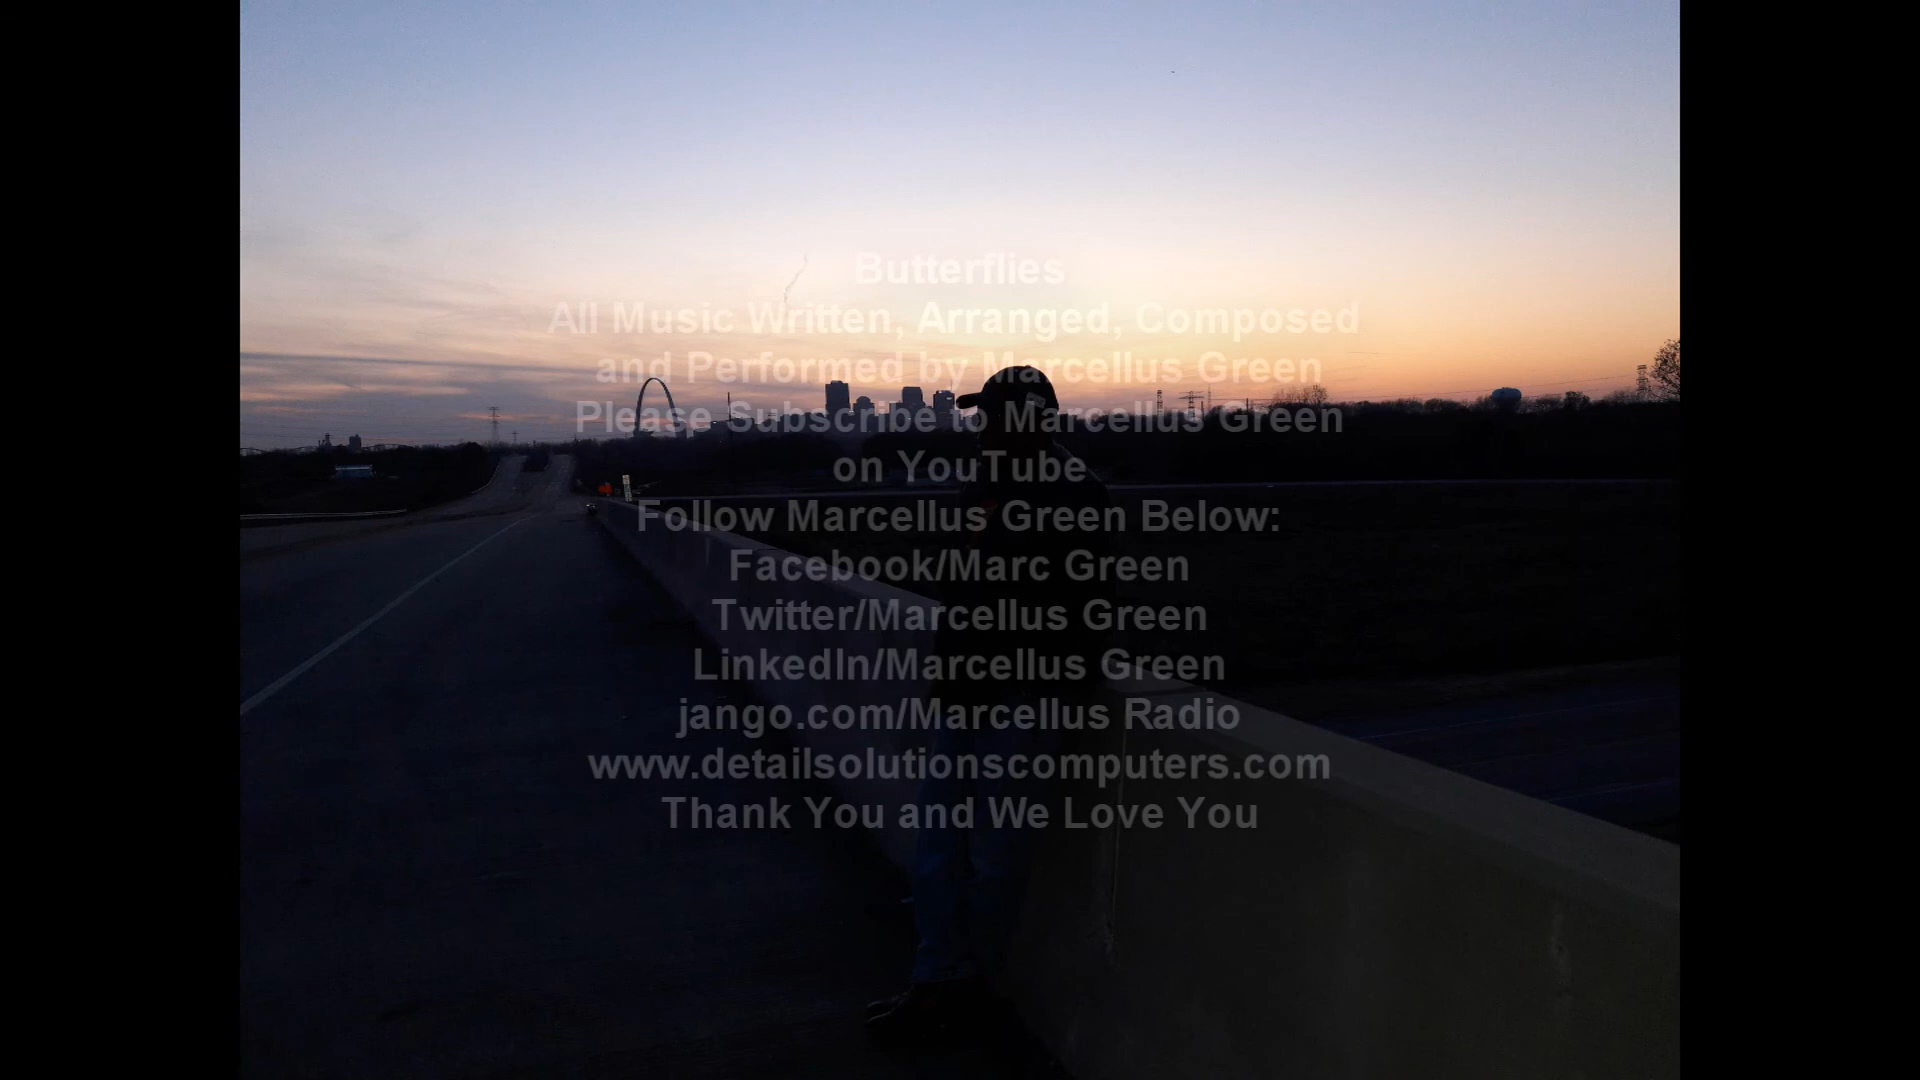 Butterflies
All Music Written, Arranged, Composed
and Performed by Marcellus Green
Please Subscribe to Marcellus Green
on YouTube
Follow Marcellus Green Below:
Facebook/Marc Green
Twitter/Marcellus Green
LinkedIn/Marcellus Green
jango.com/Marcellus Radio
www.detailsolutionscomputers.com
Thank You and We Love You